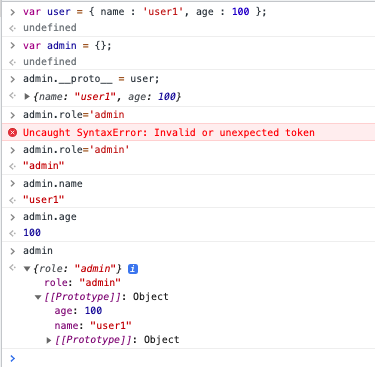 > var user = { name : 'user1', age : 100 };
undefined
> var admin = {};
undefined
> admin.__proto__ = user;
{name: "user1", age: 100}
> admin.role='admin
Uncaught SyntaxError: Invalid or unexpected token
> admin.role='admin'
"admin"
> admin.name
"user1"
> admin.age
100
> admin
{role: "admin"} i
role: "admin"
[[Prototype]]: Object
age: 100
name: "user1"
[[Prototype]]: Object
>